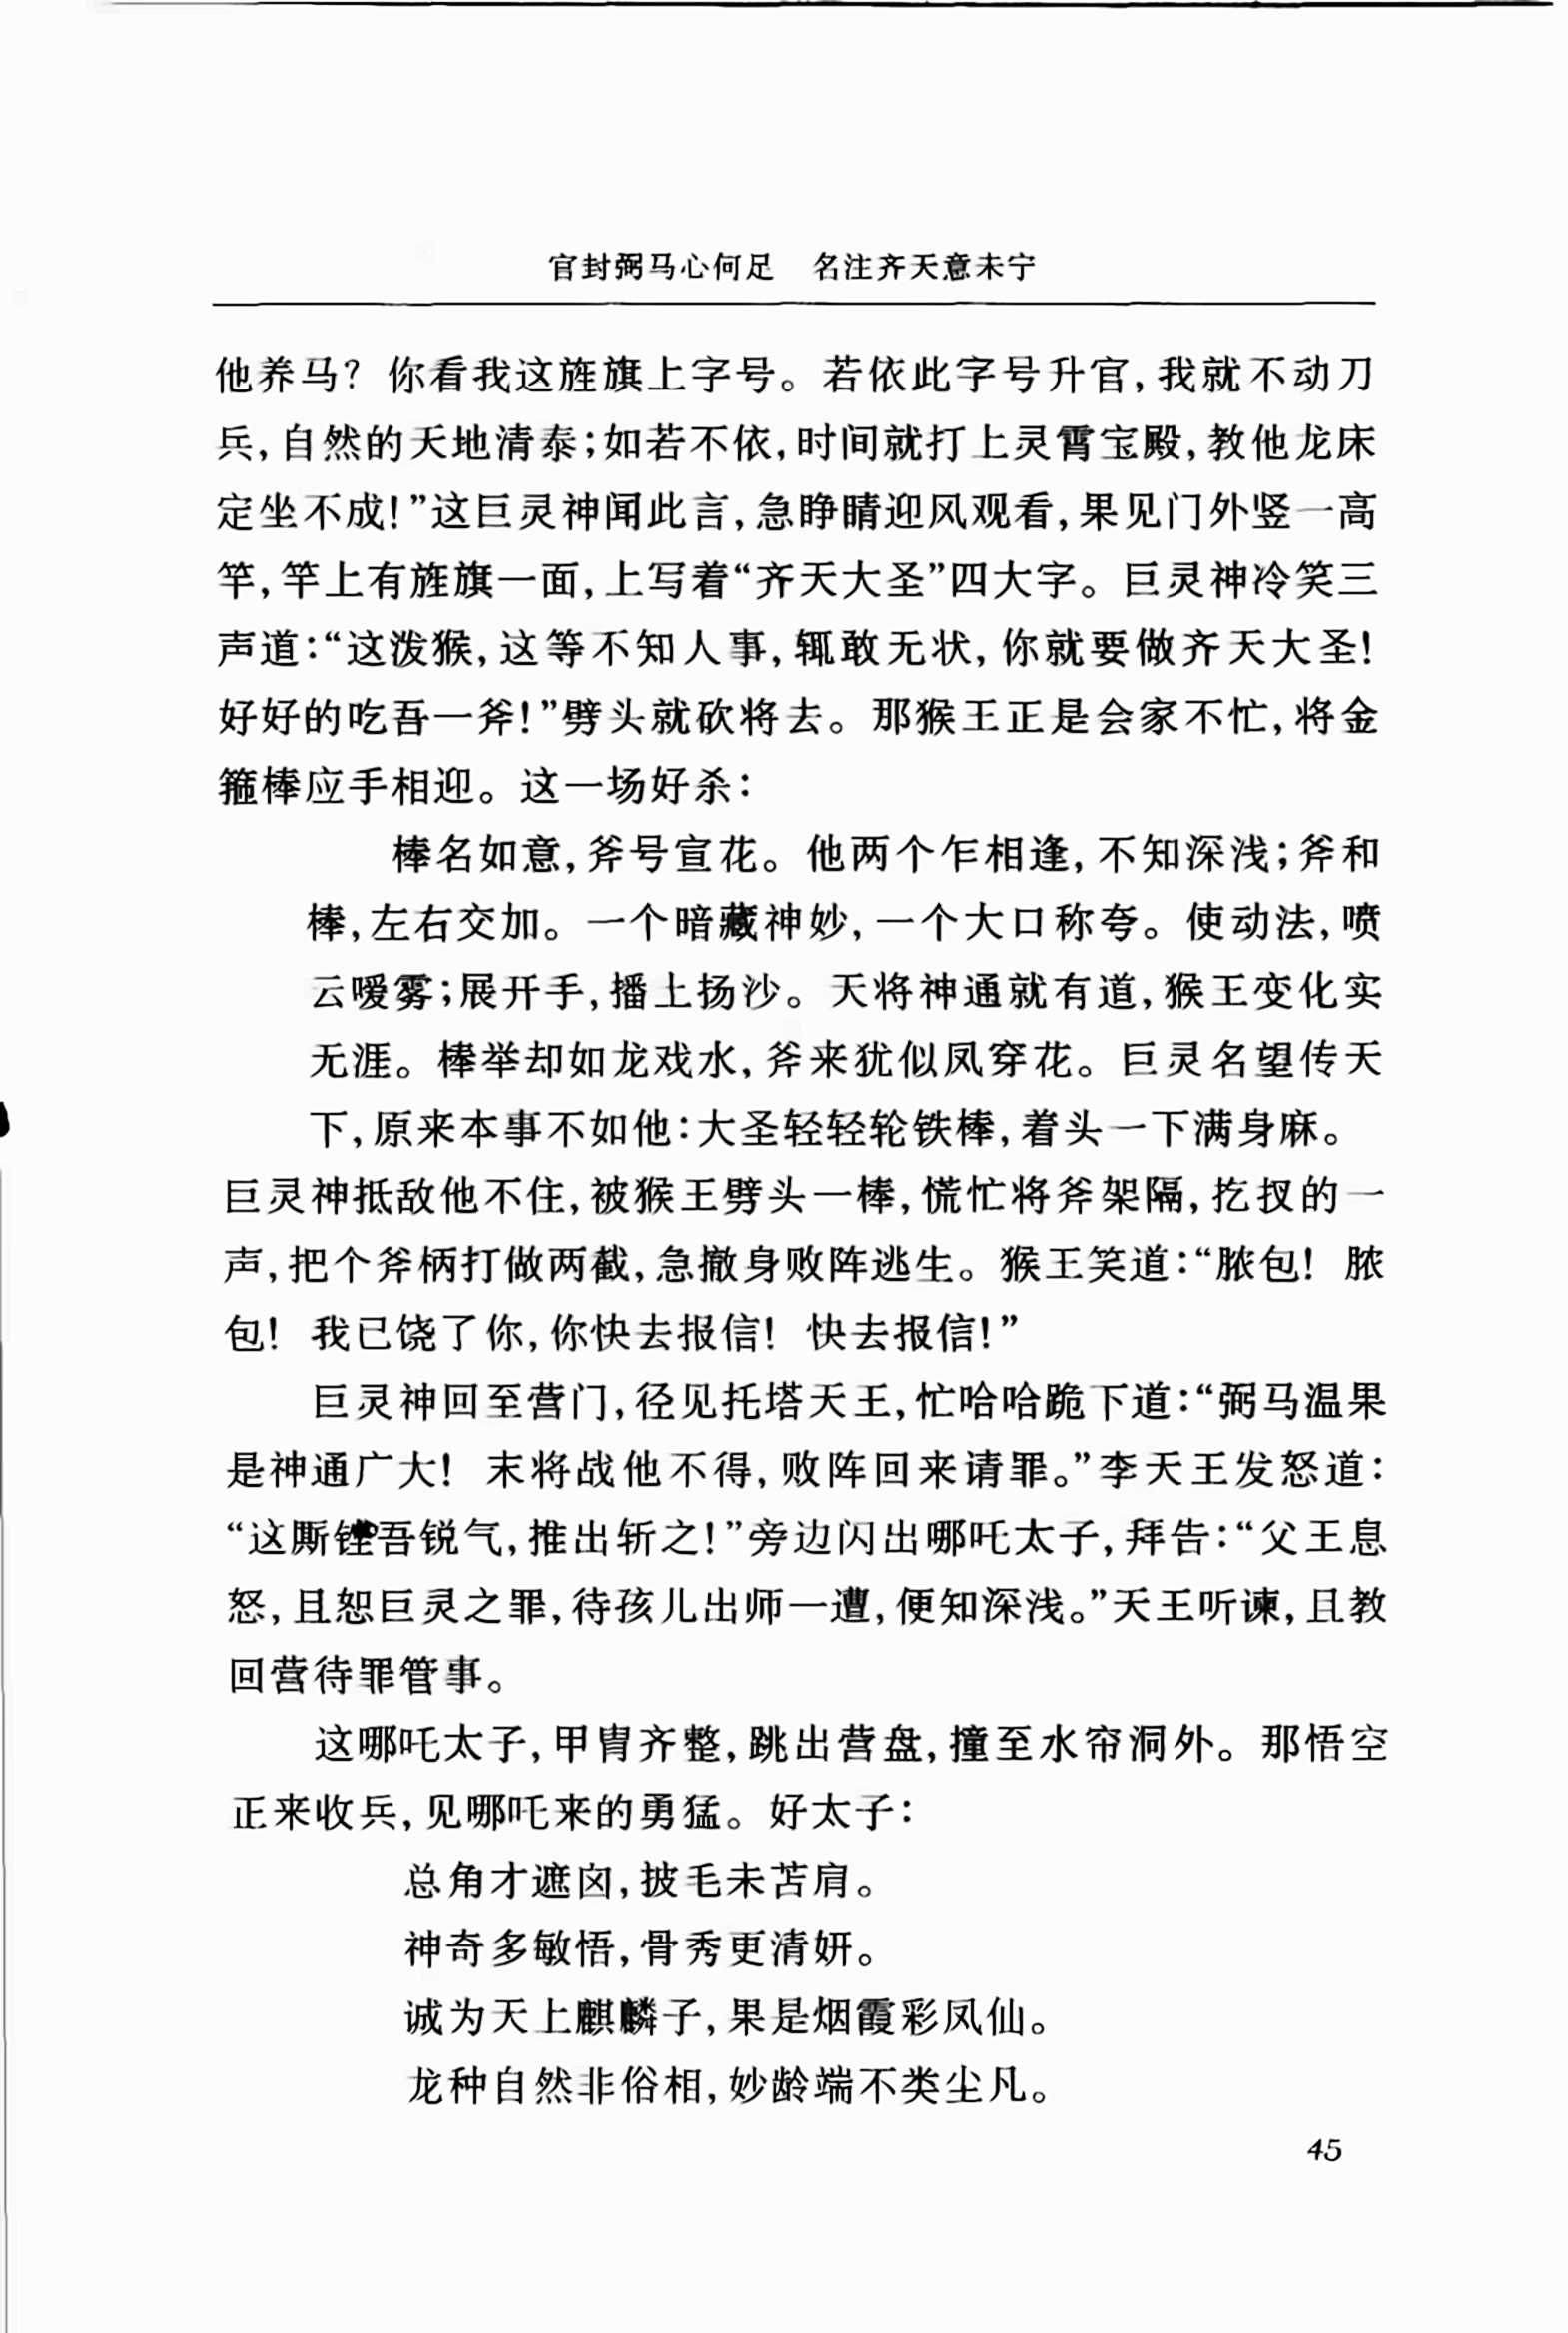 官封弼马心何足　名注齐天意未宁
他养马？你看我这旌旗上字号。若依此字号升官，我就不动刀
兵，自然的天地清泰；如若不依，时间就打上灵霄宝殿，教他龙床
定坐不成！”这巨灵神闻此言，急睁睛迎风观看，果见门外竖一高
竿，竿上有旌旗一面，上写着“齐天大圣”四大字。巨灵神冷笑三
声道：“这泼猴，这等不知人事，辄敢无状，你就要做齐天大圣！
好好的吃吾一斧！”劈头就砍将去。那猴王正是会家不忙，将金
箍棒应手相迎。这一场好杀：
棒名如意，斧号宣花。他两个乍相逢，不知深浅；斧和
棒，左右交加。一个暗藏神妙，一个大口称夸。使动法，喷
云嗳雾；展开手，播土扬沙。天将神通就有道，猴王变化实
无涯。棒举却如龙戏水，斧来犹似凤穿花。巨灵名望传天
下，原来本事不如他：大圣轻轻轮铁棒，着头一下满身麻。
巨灵神抵敌他不住，被猴王劈头一棒，慌忙将斧架隔，扢扠的一
声，把个斧柄打做两截，急撤身败阵逃生。猴王笑道：“脓包！脓
包！我已饶了你，你快去报信！快去报信！”
巨灵神回至营门，径见托塔天王，忙哈哈跪下道：“弼马温果
是神通广大！末将战他不得，败阵回来请罪。”李天王发怒道：
“这厮锉吾锐气，推出斩之！”旁边闪出哪吒太子，拜告：“父王息
怒，且恕巨灵之罪，待孩儿出师一遭，便知深浅。”天王听谏，且教
回营待罪管事。
这哪吒太子，甲胄齐整，跳出营盘，撞至水帘洞外。那悟空
正来收兵，见哪吒来的勇猛。好太子：
总角才遮囟，披毛未苫肩。
神奇多敏悟，骨秀更清妍。
诚为天上麒麟子，果是烟霞彩凤仙。
龙种自然非俗相，妙龄端不类尘凡。
45